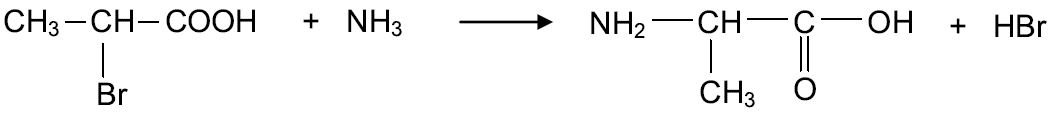 CH₃—CH—COOH + NH₃ ⟶ NH₂—CH—C—OH + HBr
Br CH₃ O